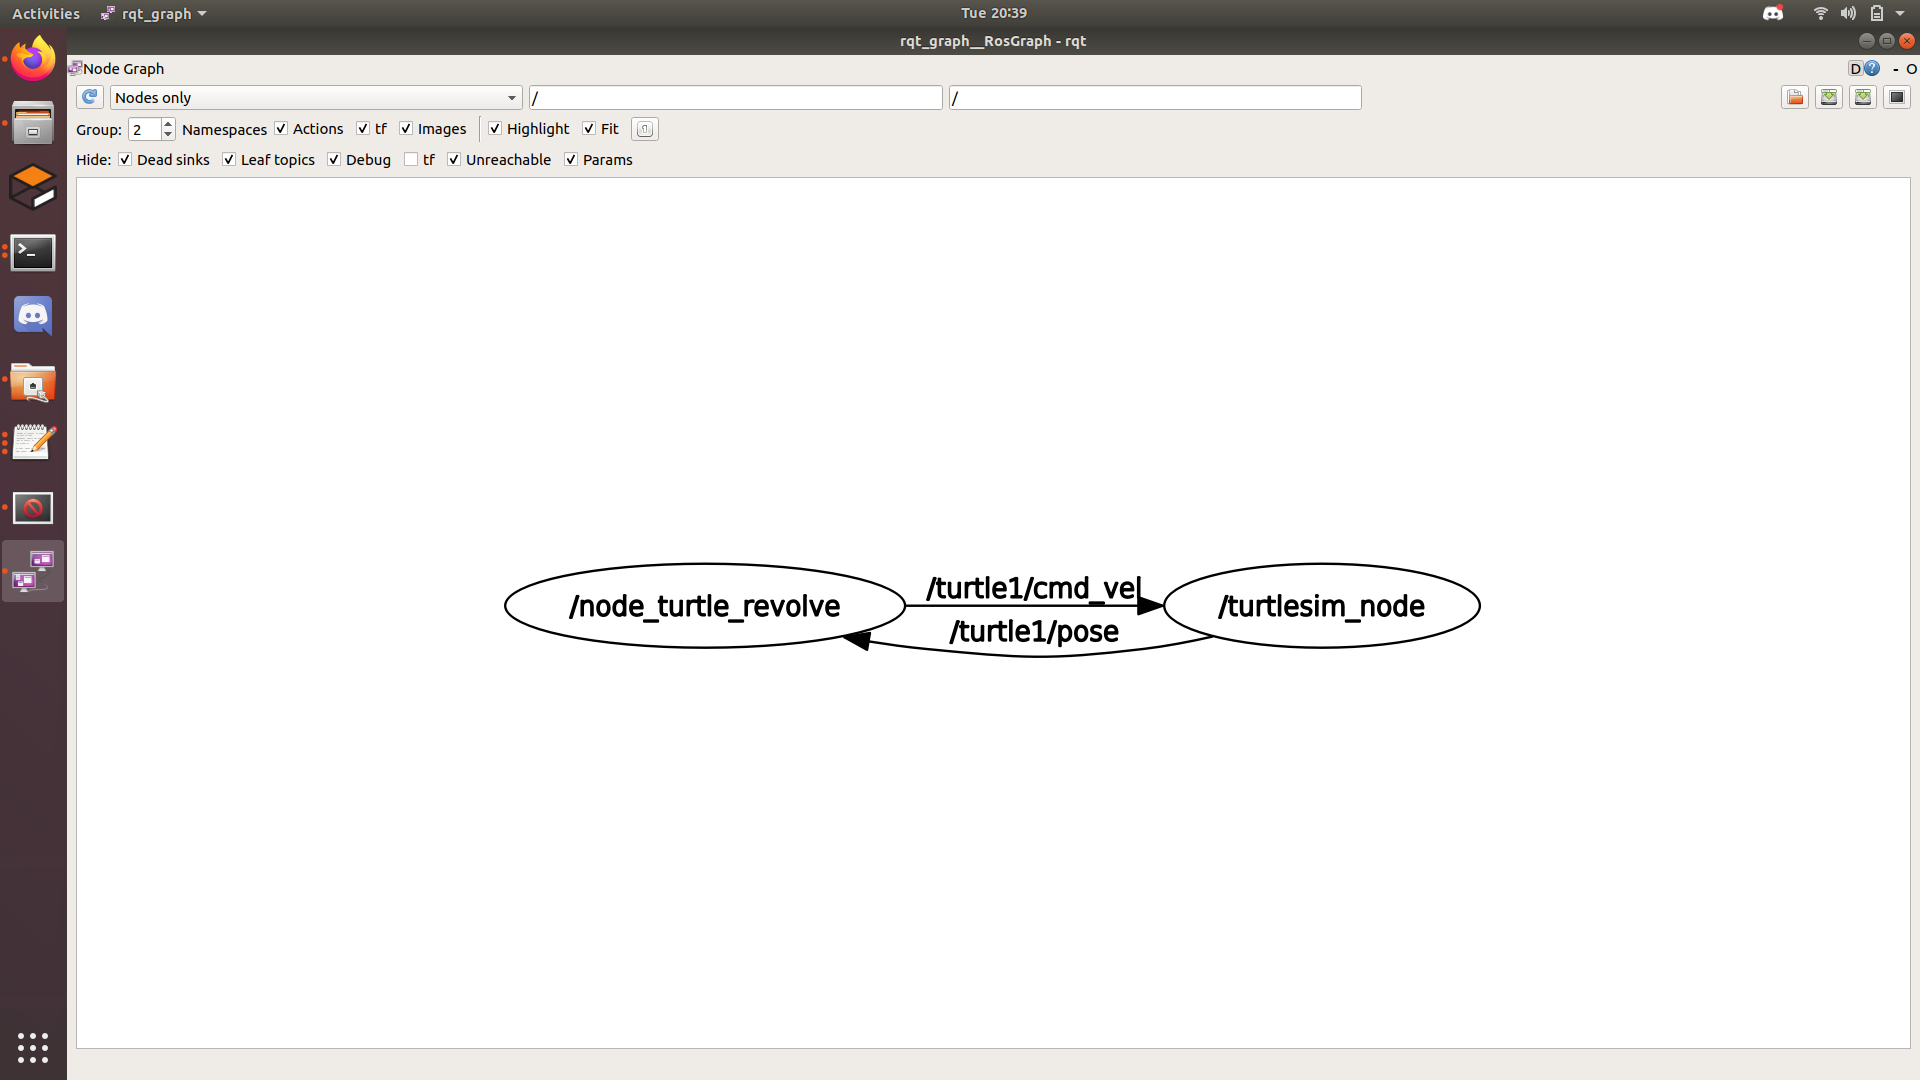 Activities rqt_graph Tue 20:39
rqt_graph__RosGraph - rqt
Node Graph D ? - O
Nodes only / /
Group: 2 Namespaces Actions tf Images Highlight Fit
Hide: Dead sinks Leaf topics Debug tf Unreachable Params
/turtle1/cmd_vel
/node_turtle_revolve /turtlesim_node
/turtle1/pose